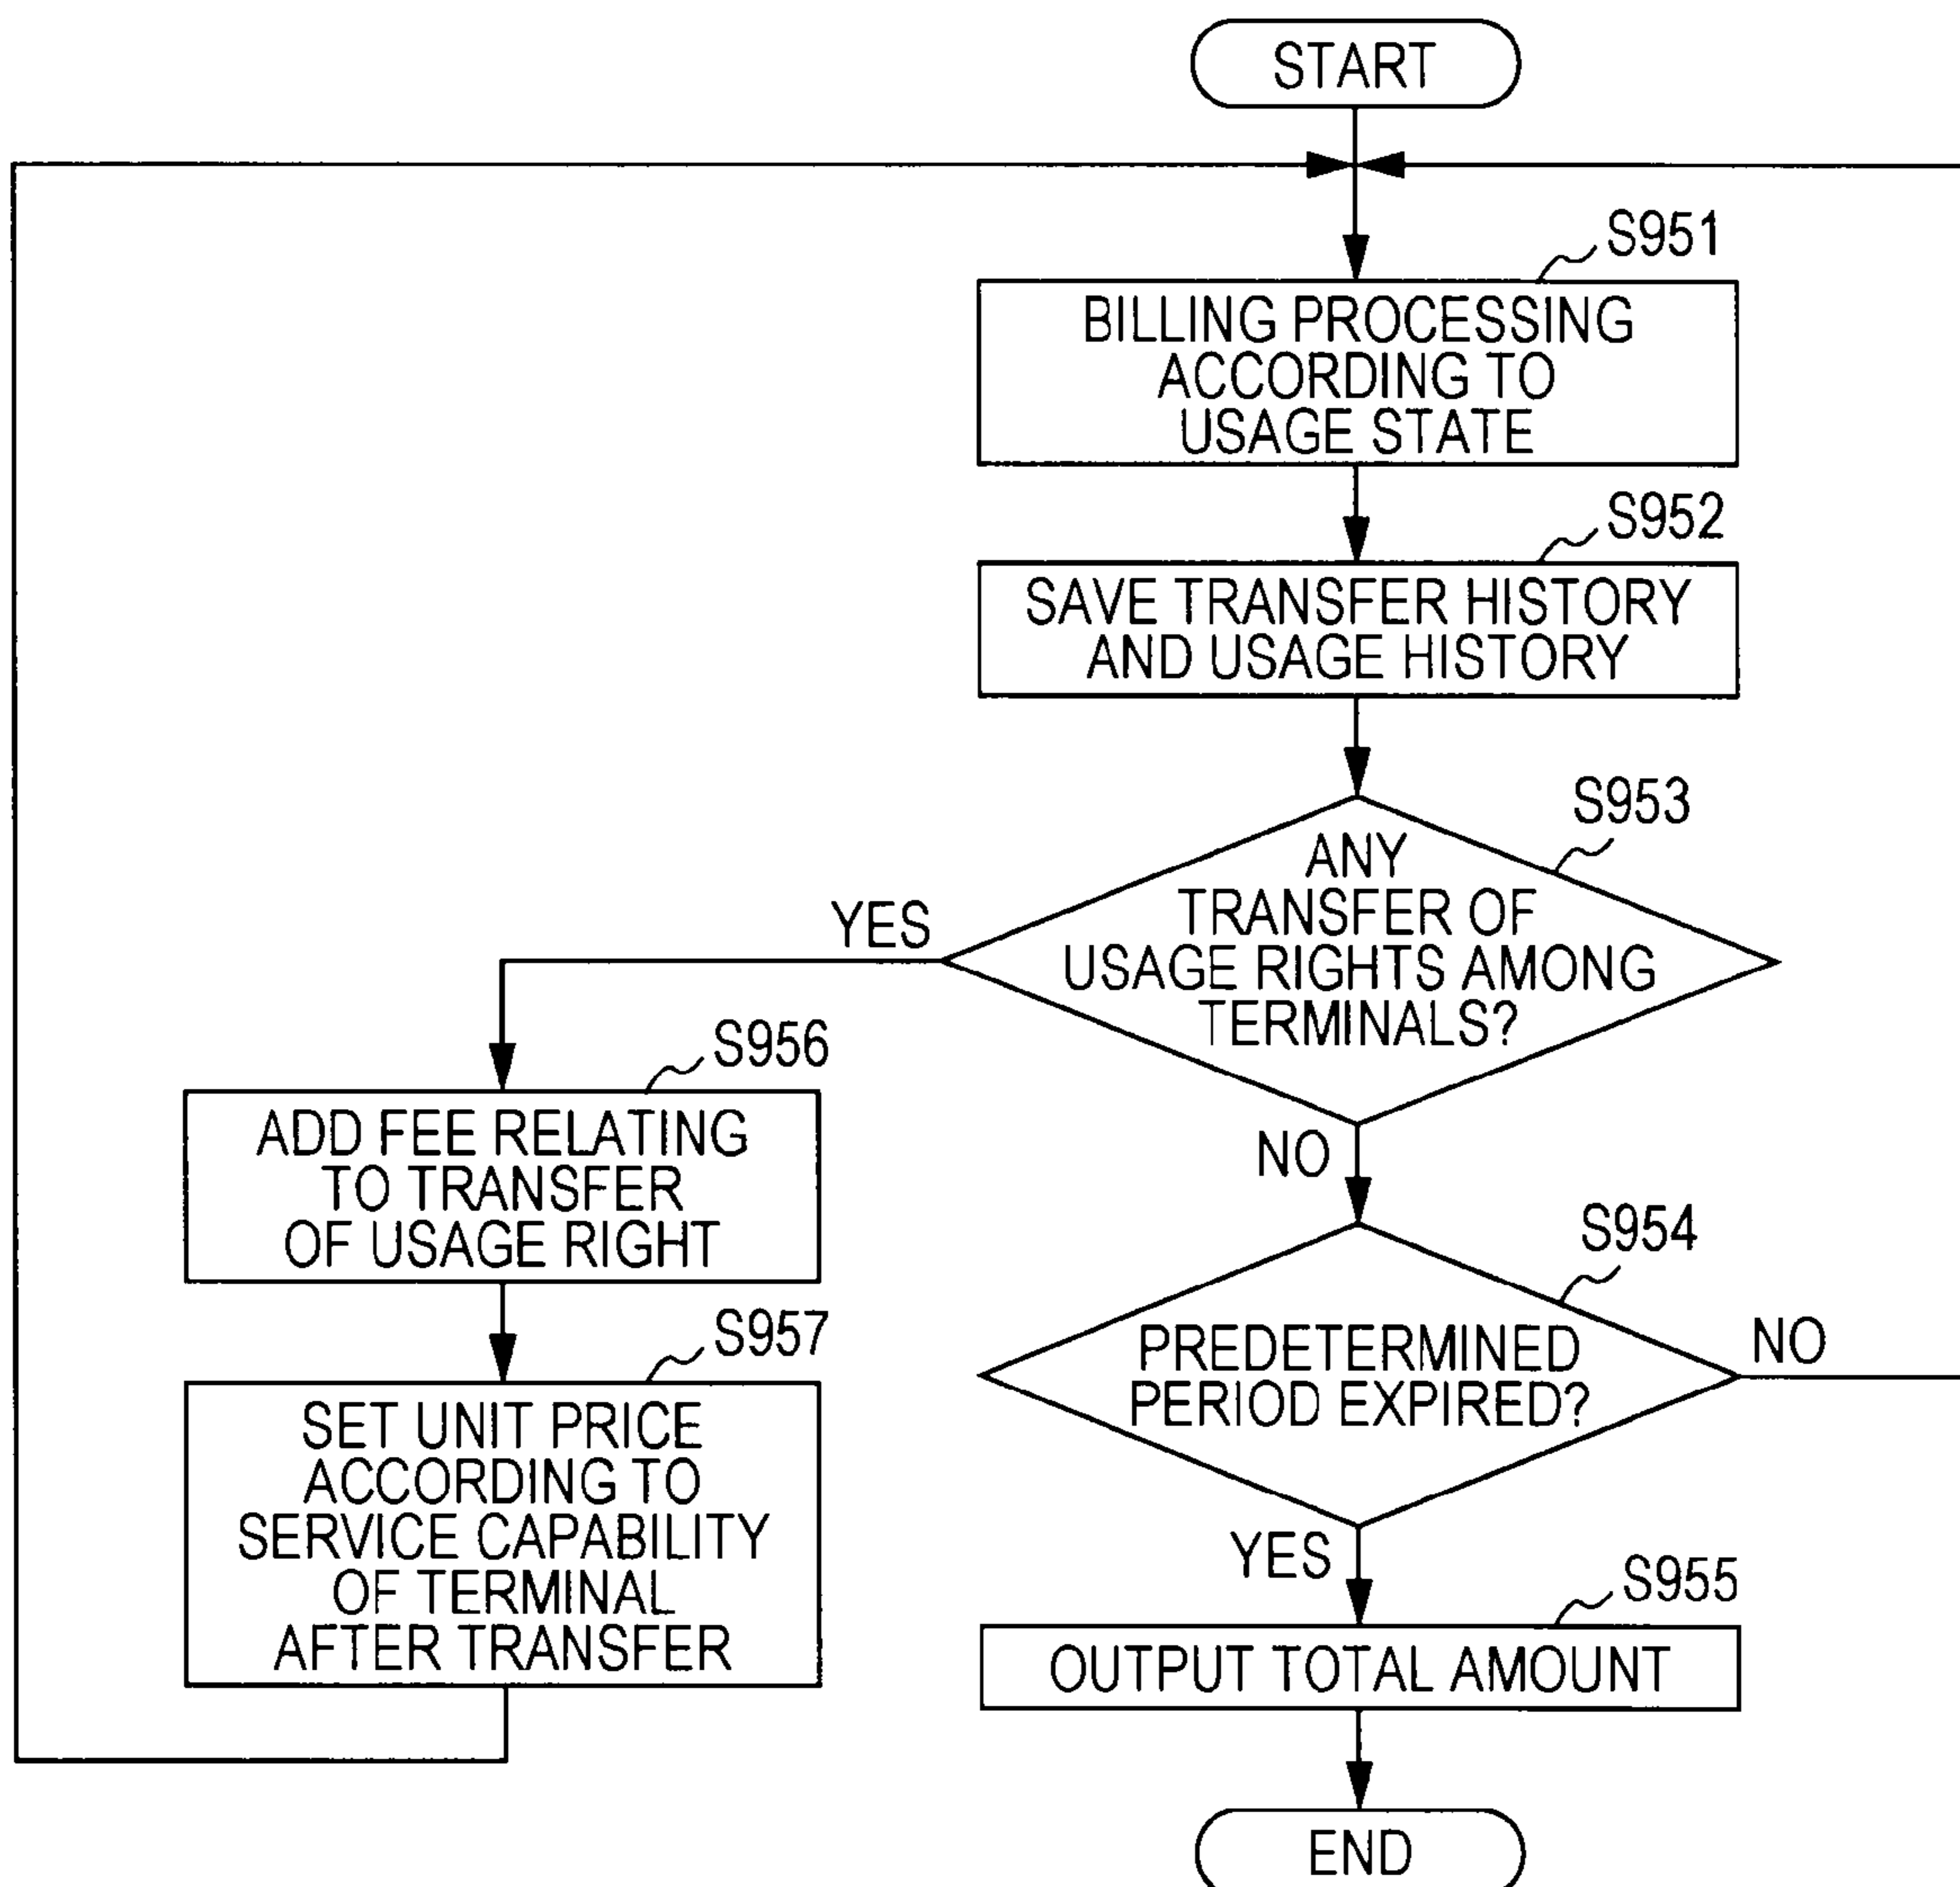 START
S951
BILLING PROCESSING
ACCORDING TO
USAGE STATE
S952
SAVE TRANSFER HISTORY
AND USAGE HISTORY
S953
ANY
TRANSFER OF
USAGE RIGHTS AMONG
TERMINALS?
YES
NO
S956
ADD FEE RELATING
TO TRANSFER
OF USAGE RIGHT
S957
SET UNIT PRICE
ACCORDING TO
SERVICE CAPABILITY
OF TERMINAL
AFTER TRANSFER
S954
PREDETERMINED
PERIOD EXPIRED?
NO
YES
S955
OUTPUT TOTAL AMOUNT
END